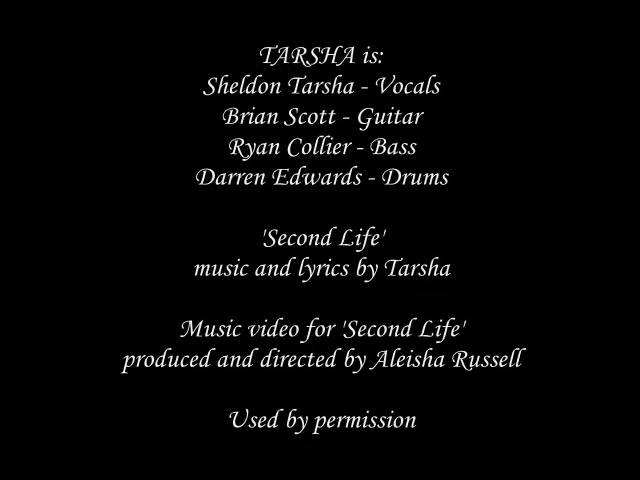 TARSHA is:
Sheldon Tarsha - Vocals
Brian Scott - Guitar
Ryan Collier - Bass
Darren Edwards - Drums
'Second Life'
music and lyrics by Tarsha
Music video for 'Second Life'
produced and directed by Aleisha Russell
Used by permission